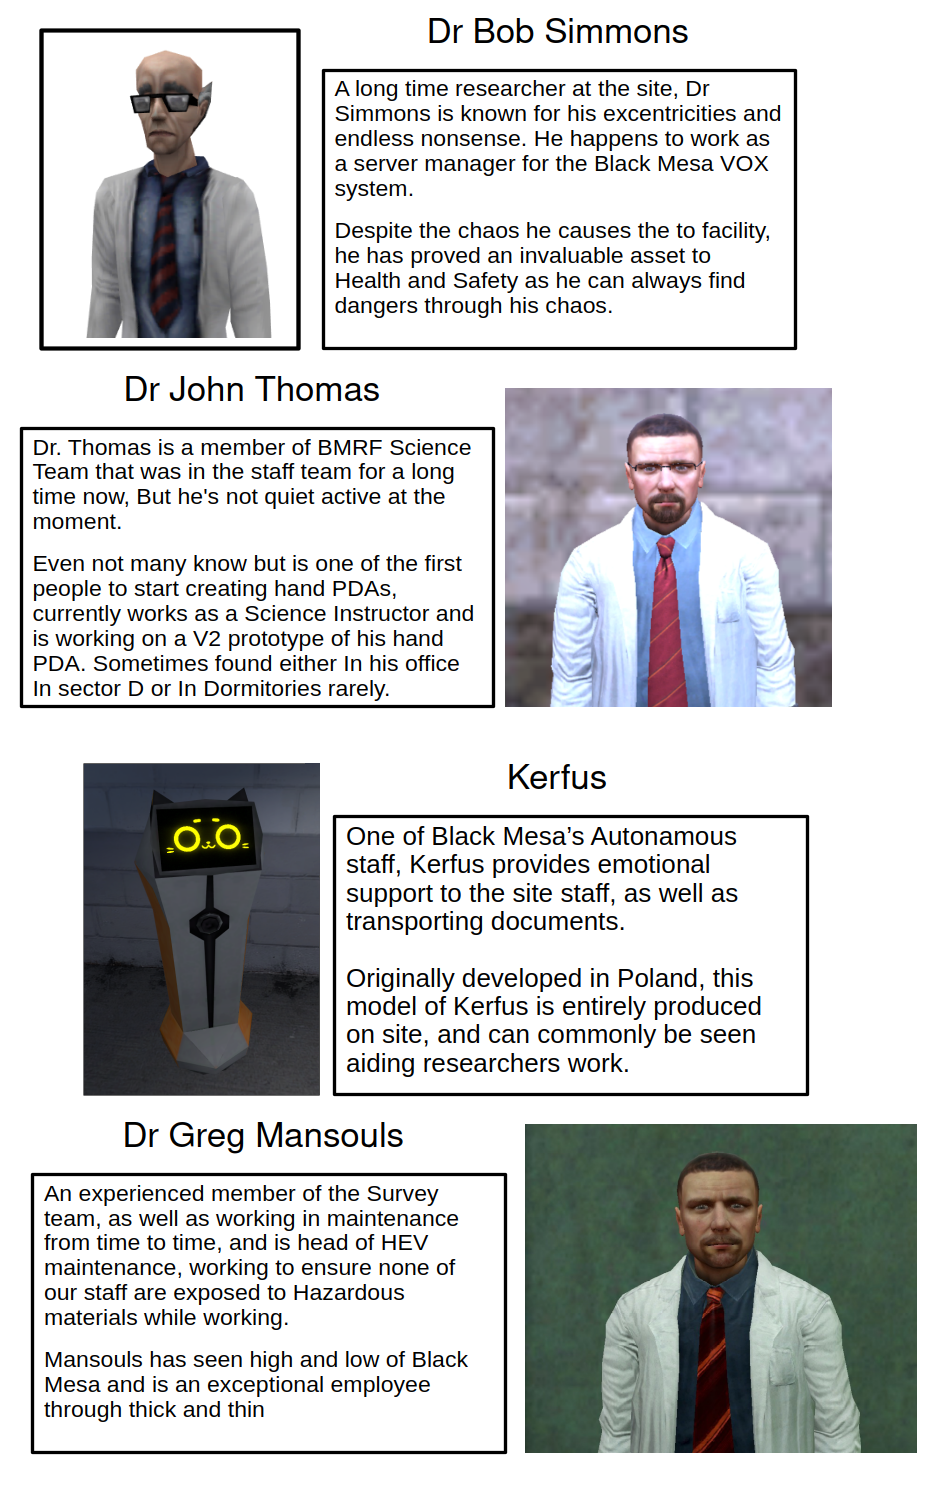 Dr Bob Simmons
A long time researcher at the site, Dr
Simmons is known for his excentricities and
endless nonsense. He happens to work as
a server manager for the Black Mesa VOX
system.
Despite the chaos he causes the to facility,
he has proved an invaluable asset to
Health and Safety as he can always find
dangers through his chaos.
Dr John Thomas
Dr. Thomas is a member of BMRF Science
Team that was in the staff team for a long
time now, But he's not quiet active at the
moment.
Even not many know but is one of the first
people to start creating hand PDAs,
currently works as a Science Instructor and
is working on a V2 prototype of his hand
PDA. Sometimes found either In his office
In sector D or In Dormitories rarely.
Kerfus
One of Black Mesa’s Autonamous
staff, Kerfus provides emotional
support to the site staff, as well as
transporting documents.
Originally developed in Poland, this
model of Kerfus is entirely produced
on site, and can commonly be seen
aiding researchers work.
Dr Greg Mansouls
An experienced member of the Survey
team, as well as working in maintenance
from time to time, and is head of HEV
maintenance, working to ensure none of
our staff are exposed to Hazardous
materials while working.
Mansouls has seen high and low of Black
Mesa and is an exceptional employee
through thick and thin